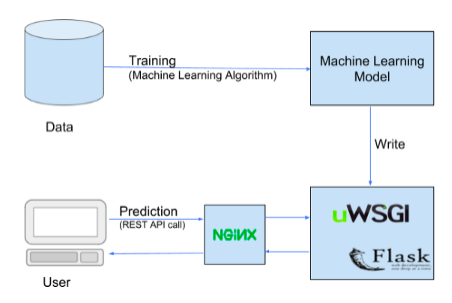 Training
(Machine Learning Algorithm)
Machine Learning
Model
Data
Write
Prediction
(REST API call)
NGINX
uWSGI
Flask
web development,
one drop at a time
User